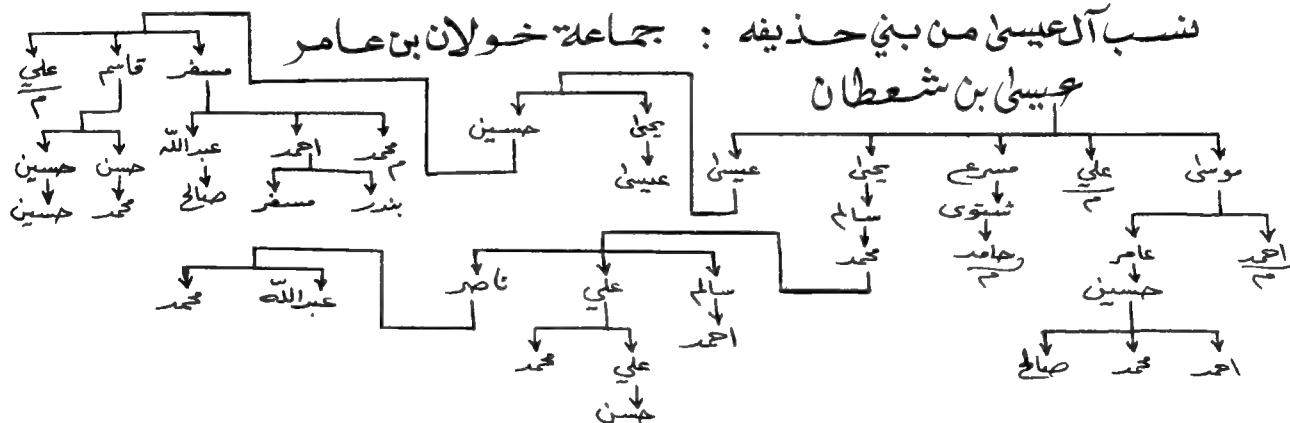 نسب آل عيسى من بني حذيفه : جماعة خولان بن عامر
عيسى بن شعطان
موسى علي م مسرع يحيى عيسى
احمد م عامر شتوى سالم
حسين حامد م محمد
احمد محمد صالح
سالم علي ناصر
احمد علي محمد
حسن
عبدالله محمد
يحيى حسين
عيسى
مسفر قاسم علي م
محمد م احمد عبدالله حسن حسين
بندر مسفر صالح محمد حسين